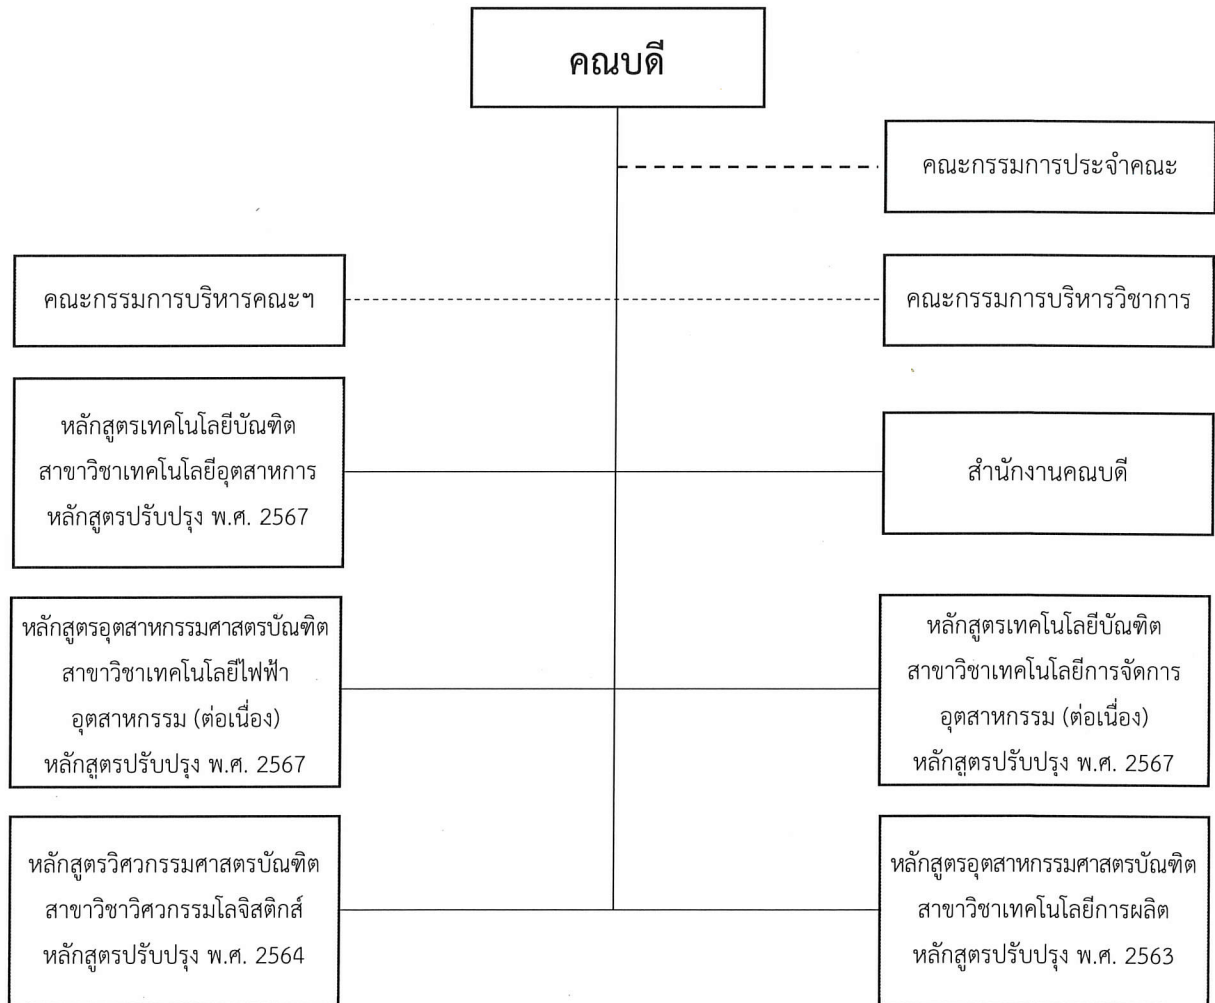 คณบดี
คณะกรรมการประจำคณะ
คณะกรรมการบริหารคณะฯ
คณะกรรมการบริหารวิชาการ
หลักสูตรเทคโนโลยีบัณฑิต
สาขาวิชาเทคโนโลยีอุตสาหการ
หลักสูตรปรับปรุง พ.ศ. 2567
สำนักงานคณบดี
หลักสูตรอุตสาหกรรมศาสตรบัณฑิต
สาขาวิชาเทคโนโลยีไฟฟ้า
อุตสาหกรรม (ต่อเนื่อง)
หลักสูตรปรับปรุง พ.ศ. 2567
หลักสูตรเทคโนโลยีบัณฑิต
สาขาวิชาเทคโนโลยีการจัดการ
อุตสาหกรรม (ต่อเนื่อง)
หลักสูตรปรับปรุง พ.ศ. 2567
หลักสูตรวิศวกรรมศาสตรบัณฑิต
สาขาวิชาวิศวกรรมโลจิสติกส์
หลักสูตรปรับปรุง พ.ศ. 2564
หลักสูตรอุตสาหกรรมศาสตรบัณฑิต
สาขาวิชาเทคโนโลยีการผลิต
หลักสูตรปรับปรุง พ.ศ. 2563